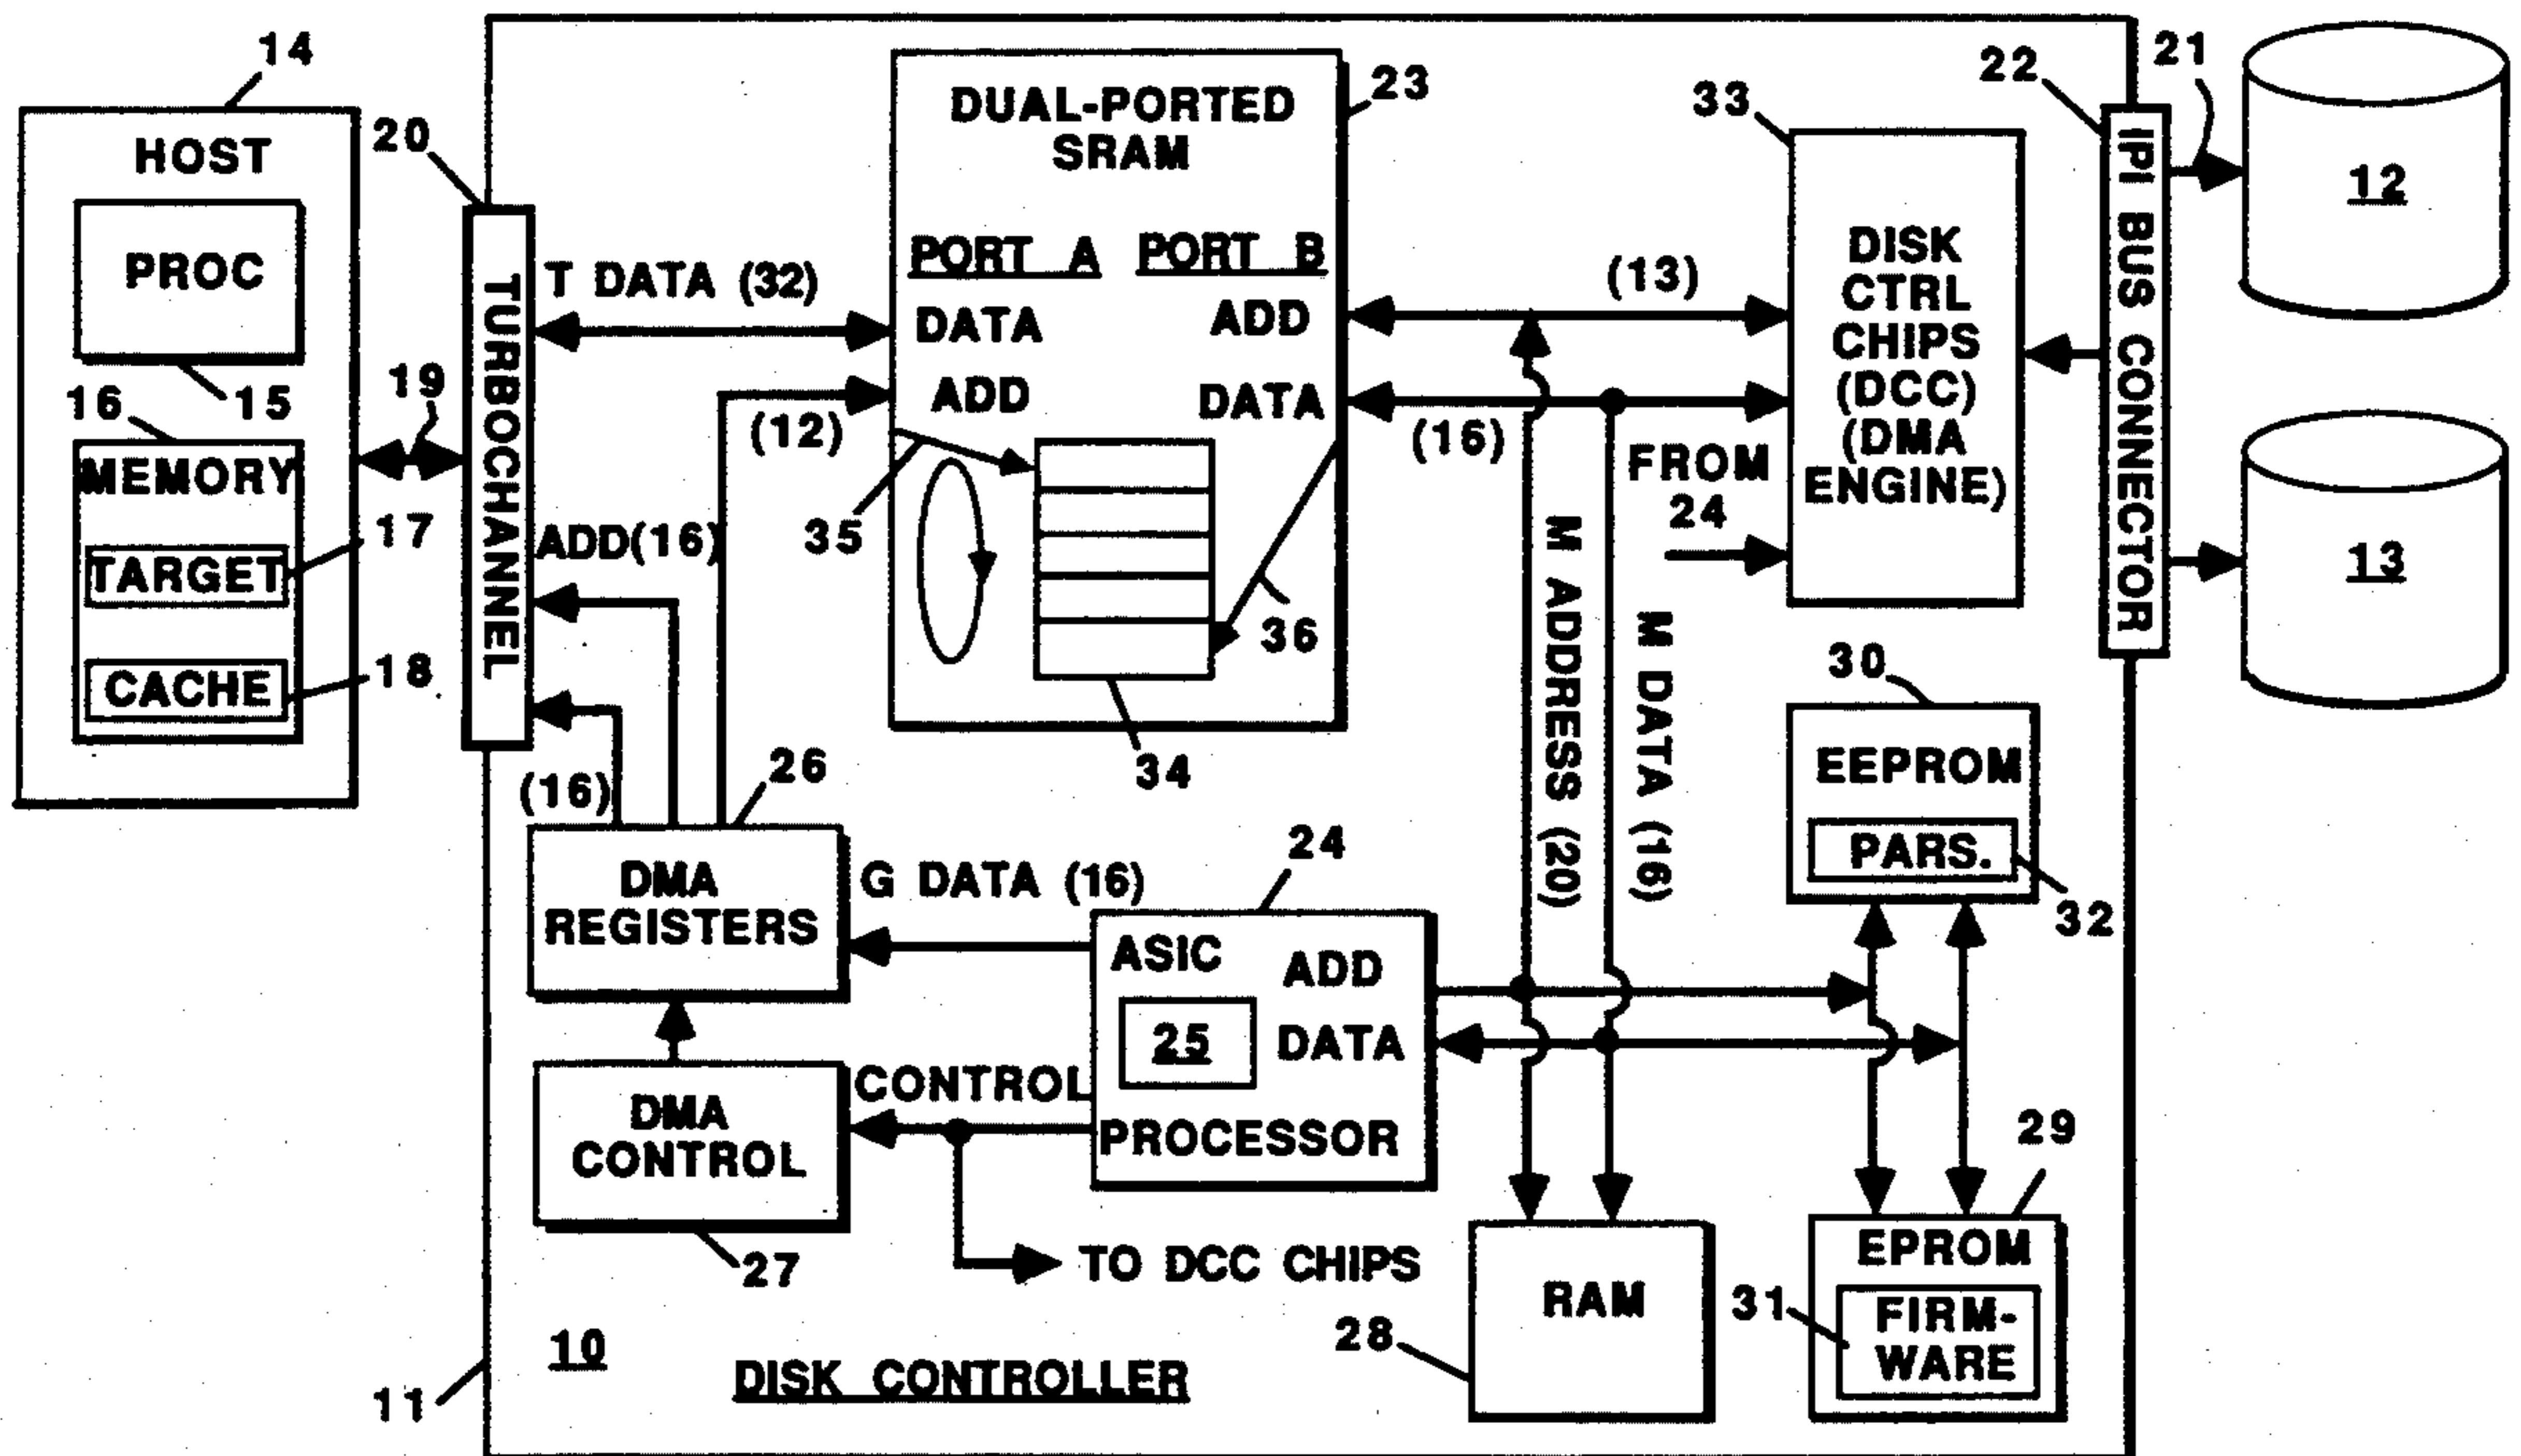 14
HOST
PROC
15
16
MEMORY
TARGET
17
CACHE
18
19
20
TURBOCHANNEL
T DATA (32)
ADD(16)
(16)
(12)
DUAL-PORTED
SRAM
23
PORT A
PORT B
DATA
ADD
ADD
DATA
35
36
34
(13)
(16)
FROM
24
33
DISK
CTRL
CHIPS
(DCC)
(DMA
ENGINE)
22
IPI BUS CONNECTOR
21
12
13
M ADDRESS (20)
M DATA (16)
30
EEPROM
PARS.
32
26
DMA
REGISTERS
G DATA (16)
24
ASIC
ADD
25
DATA
PROCESSOR
CONTROL
DMA
CONTROL
27
TO DCC CHIPS
28
RAM
29
EPROM
31
FIRM-
WARE
10
DISK CONTROLLER
11